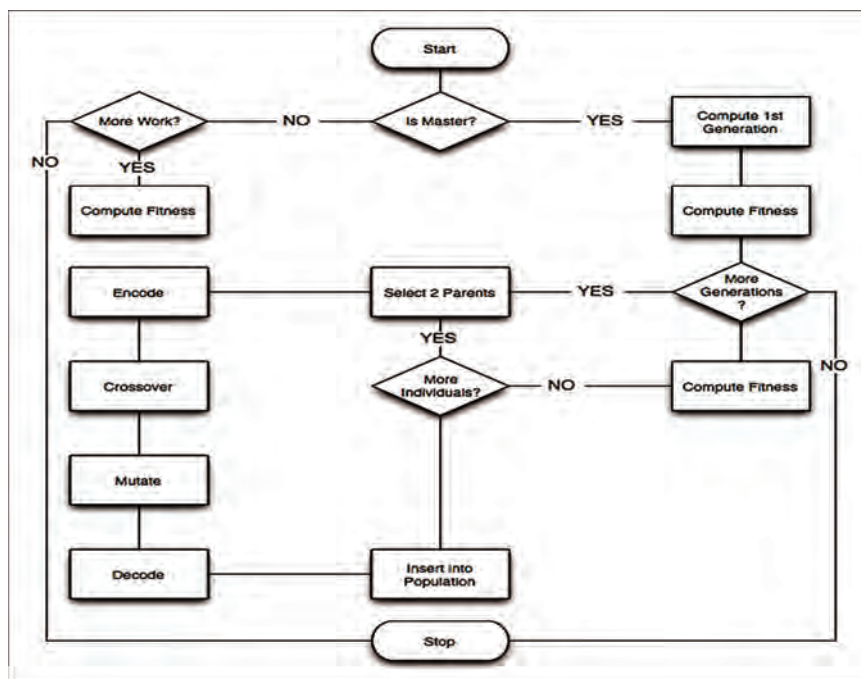 Start
More Work?
NO
Is Master?
YES
Compute 1st
Generation
NO
YES
Compute Fitness
Compute Fitness
Encode
Select 2 Parents
YES
More
Generations
?
YES
NO
Crossover
More
Individuals?
NO
Compute Fitness
Mutate
Decode
Insert into
Population
Stop